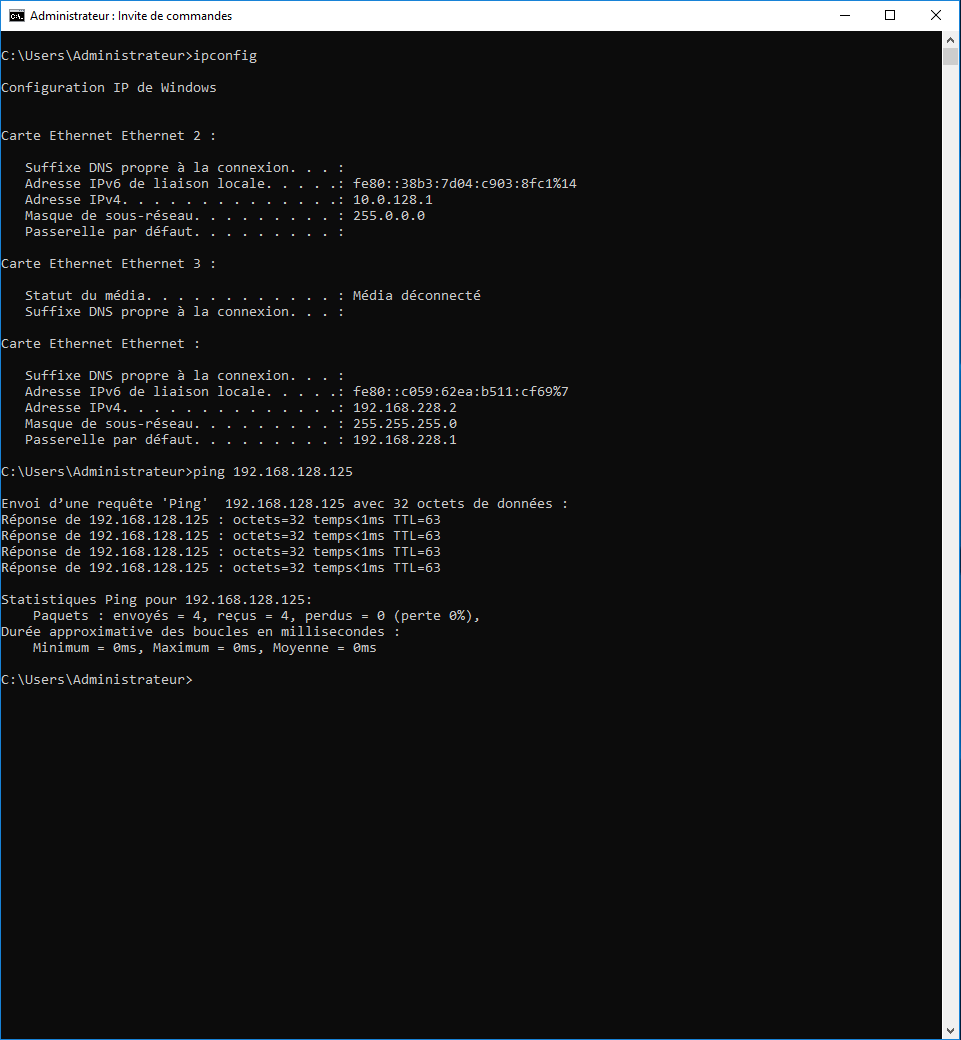 Administrateur : Invite de commandes
C:\Users\Administrateur>ipconfig
Configuration IP de Windows
Carte Ethernet Ethernet 2 :
Suffixe DNS propre à la connexion. . . :
Adresse IPv6 de liaison locale. . . . .: fe80::38b3:7d04:c903:8fc1%14
Adresse IPv4. . . . . . . . . . . . . .: 10.0.128.1
Masque de sous-réseau. . . . . . . . . : 255.0.0.0
Passerelle par défaut. . . . . . . . . :
Carte Ethernet Ethernet 3 :
Statut du média. . . . . . . . . . . . : Média déconnecté
Suffixe DNS propre à la connexion. . . :
Carte Ethernet Ethernet :
Suffixe DNS propre à la connexion. . . :
Adresse IPv6 de liaison locale. . . . .: fe80::c059:62ea:b511:cf69%7
Adresse IPv4. . . . . . . . . . . . . .: 192.168.228.2
Masque de sous-réseau. . . . . . . . . : 255.255.255.0
Passerelle par défaut. . . . . . . . . : 192.168.228.1
C:\Users\Administrateur>ping 192.168.128.125
Envoi d’une requête 'Ping'  192.168.128.125 avec 32 octets de données :
Réponse de 192.168.128.125 : octets=32 temps<1ms TTL=63
Réponse de 192.168.128.125 : octets=32 temps<1ms TTL=63
Réponse de 192.168.128.125 : octets=32 temps<1ms TTL=63
Réponse de 192.168.128.125 : octets=32 temps<1ms TTL=63
Statistiques Ping pour 192.168.128.125:
Paquets : envoyés = 4, reçus = 4, perdus = 0 (perte 0%),
Durée approximative des boucles en millisecondes :
Minimum = 0ms, Maximum = 0ms, Moyenne = 0ms
C:\Users\Administrateur>